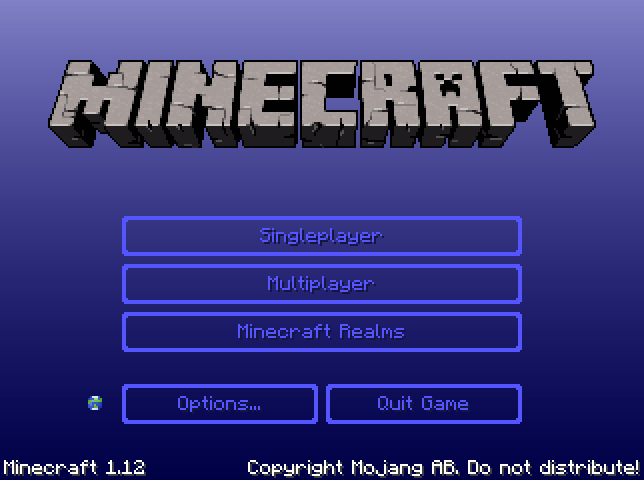 MINECRAFT
Singleplayer
Multiplayer
Minecraft Realms
Options... Quit Game
Minecraft 1.12 Copyright Mojang AB. Do not distribute!